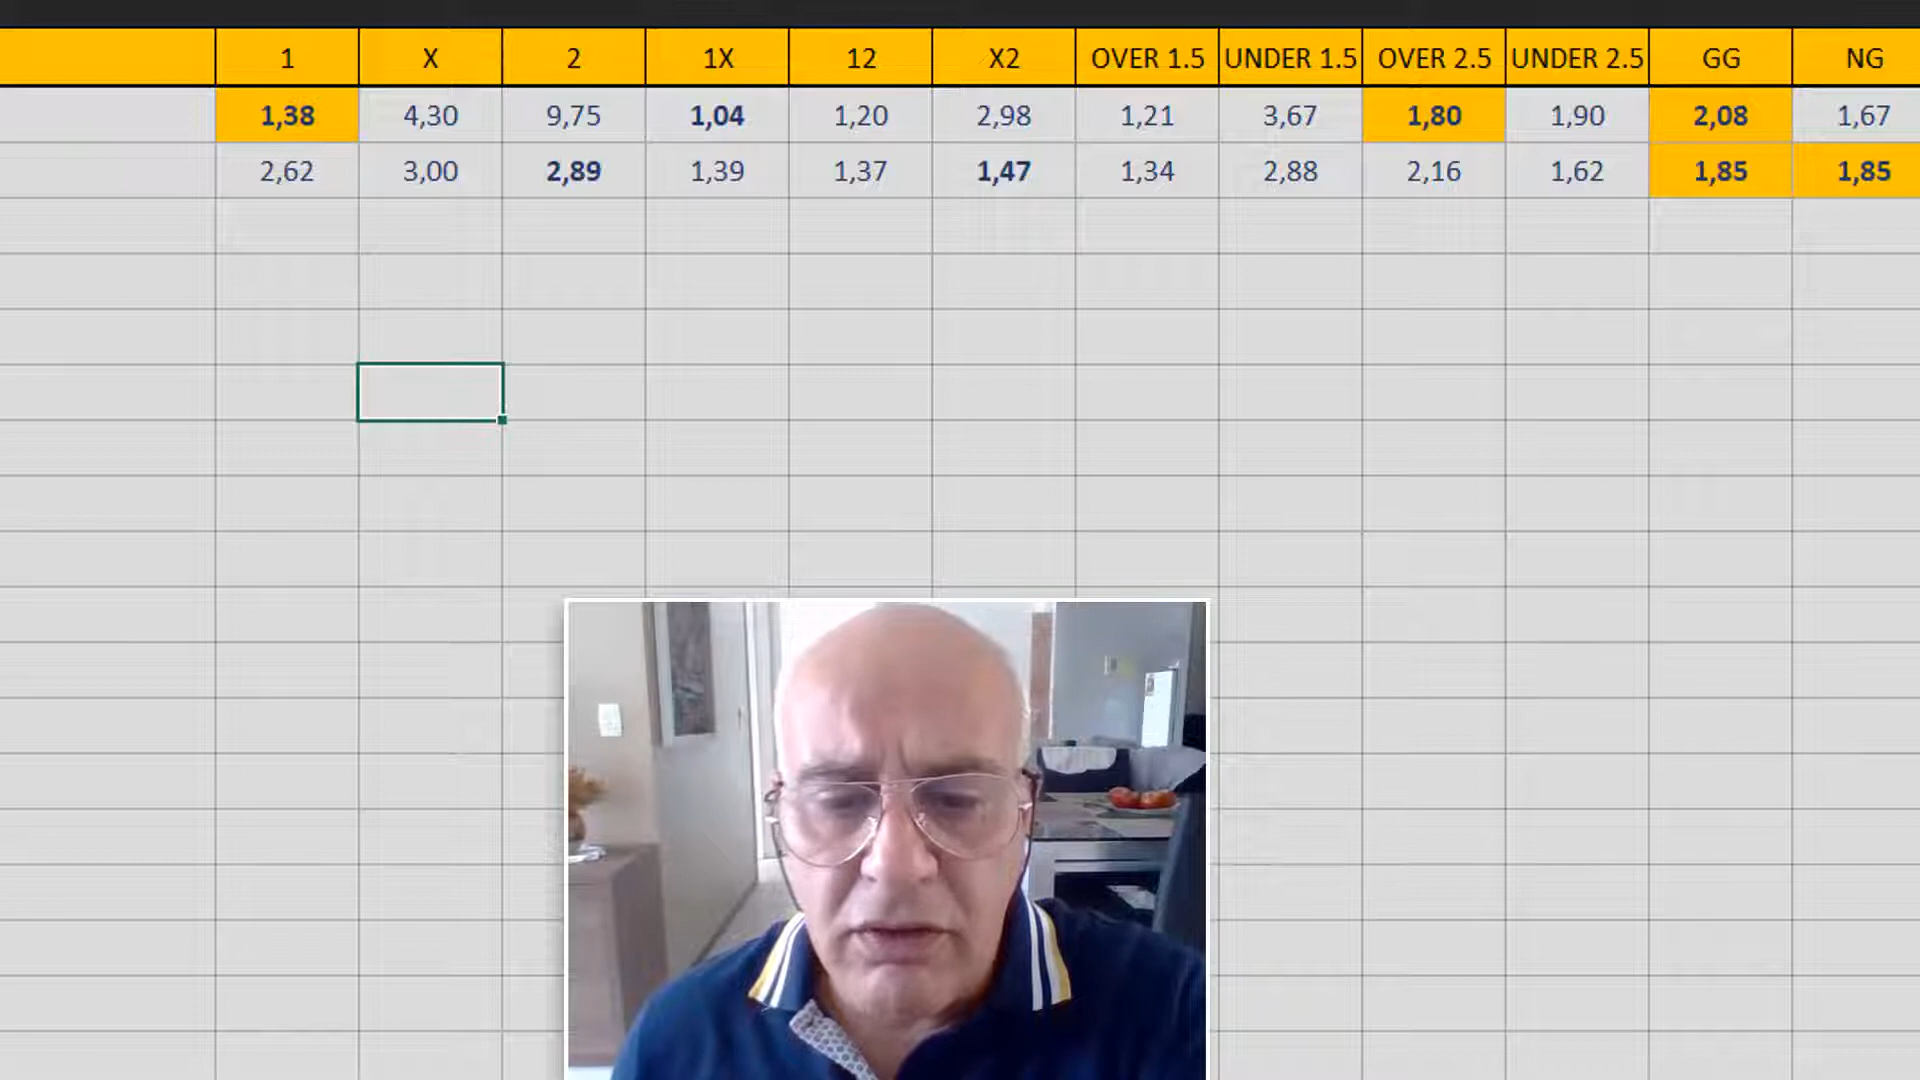 1 X 2 1X 12 X2 OVER 1.5 UNDER 1.5 OVER 2.5 UNDER 2.5 GG NG
1,38 4,30 9,75 1,04 1,20 2,98 1,21 3,67 1,80 1,90 2,08 1,67
2,62 3,00 2,89 1,39 1,37 1,47 1,34 2,88 2,16 1,62 1,85 1,85